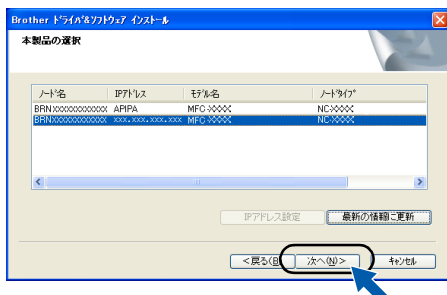 Brother ドライバ&ソフトウェア インストール
本製品の選択
ノード名 IPアドレス モデル名 ノードタイプ
BRNXXXXXXXXXXXX APIPA MFC-XXXX NC-XXXX
BRNXXXXXXXXXXXX xxx.xxx.xxx.xxx MFC-XXXX NC-XXXX
IPアドレス設定 最新の情報に更新
<戻る(B) 次へ(N)> キャンセル